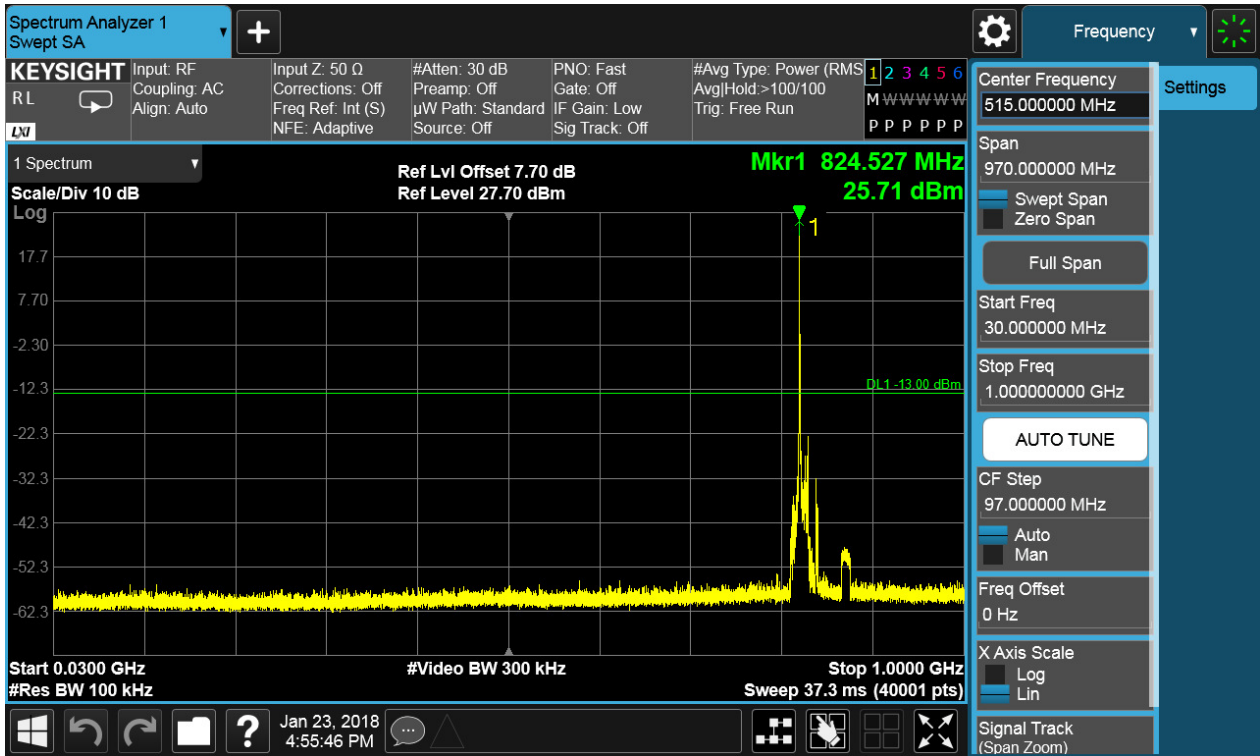 Spectrum Analyzer 1
Swept SA
Frequency
KEYSIGHT
R L
LXI
Input: RF
Coupling: AC
Align: Auto
Input Z: 50 Ω
Corrections: Off
Freq Ref: Int (S)
NFE: Adaptive
#Atten: 30 dB
Preamp: Off
µW Path: Standard
Source: Off
PNO: Fast
Gate: Off
IF Gain: Low
Sig Track: Off
#Avg Type: Power (RMS
Avg|Hold:>100/100
Trig: Free Run
1 2 3 4 5 6
M W W W W W
P P P P P P
1 Spectrum
Scale/Div 10 dB
Log
Ref Lvl Offset 7.70 dB
Ref Level 27.70 dBm
Mkr1 824.527 MHz
25.71 dBm
1
17.7
7.70
-2.30
-12.3
DL1 -13.00 dBm
-22.3
-32.3
-42.3
-52.3
-62.3
Start 0.0300 GHz
#Res BW 100 kHz
#Video BW 300 kHz
Stop 1.0000 GHz
Sweep 37.3 ms (40001 pts)
Center Frequency
515.000000 MHz
Span
970.000000 MHz
Swept Span
Zero Span
Full Span
Start Freq
30.000000 MHz
Stop Freq
1.000000000 GHz
AUTO TUNE
CF Step
97.000000 MHz
Auto
Man
Freq Offset
0 Hz
X Axis Scale
Log
Lin
Signal Track
(Span Zoom)
Settings
?
Jan 23, 2018
4:55:46 PM